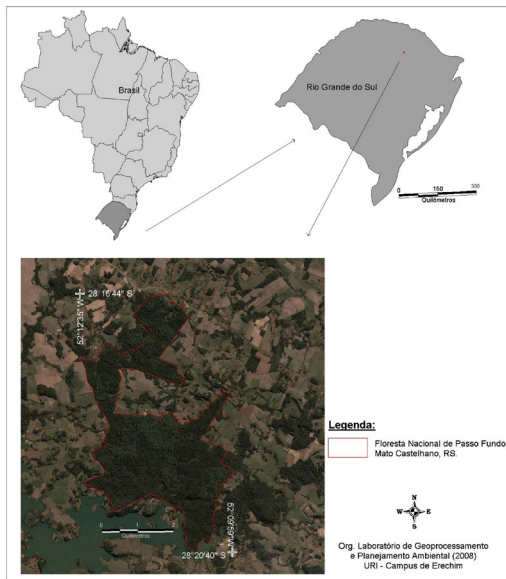 Brasil
Rio Grande do Sul
0 150 300
Quilômetros
28°16'44" S
52°12'35" W
0 1 2
Quilômetros
52°09'59" W
28°20'40" S
Legenda:
Floresta Nacional de Passo Fundo
Mato Castelhano, RS.
N
W E
S
Org. Laboratório de Geoprocessamento
e Planejamento Ambiental (2008)
URI - Campus de Erechim